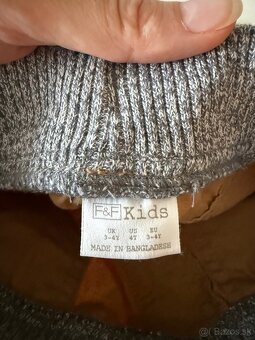 F&F Kids
UK US EU
3-4Y 4T 3-4Y
MADE IN BANGLADESH
Bazos.sk